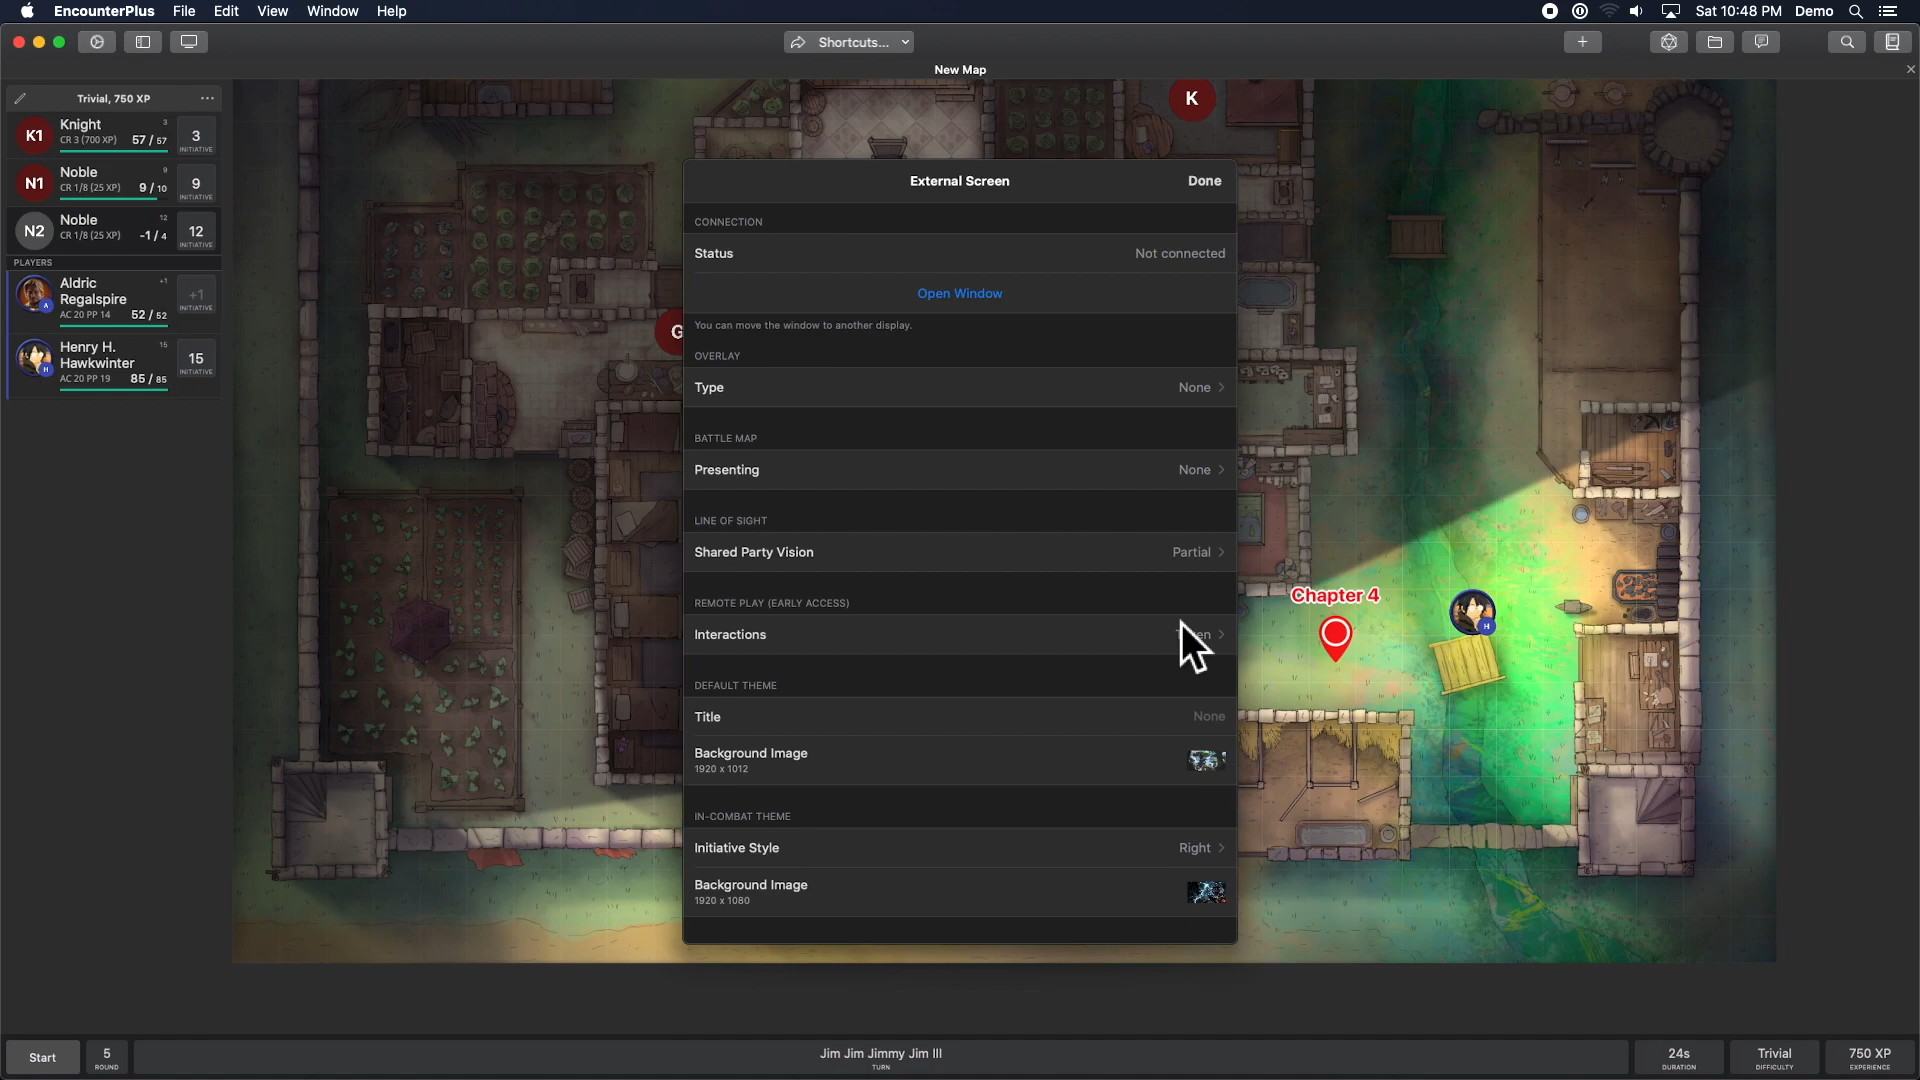 EncounterPlus File Edit View Window Help
Sat 10:48 PM Demo
Shortcuts...
New Map
Trivial, 750 XP
K1 Knight 3
CR 3 (700 XP) 57 / 57
3 INITIATIVE
N1 Noble 9
CR 1/8 (25 XP) 9 / 10
9 INITIATIVE
N2 Noble 12
CR 1/8 (25 XP) -1 / 4
12 INITIATIVE
PLAYERS
Aldric +1
Regalspire
A
AC 20 PP 14 52 / 52
+1 INITIATIVE
Henry H. 15
Hawkwinter
H
AC 20 PP 19 85 / 85
15 INITIATIVE
K
G
External Screen Done
CONNECTION
Status Not connected
Open Window
You can move the window to another display.
OVERLAY
Type None
BATTLE MAP
Presenting None
LINE OF SIGHT
Shared Party Vision Partial
REMOTE PLAY (EARLY ACCESS)
Interactions
DEFAULT THEME
Title None
Background Image
1920 x 1012
IN-COMBAT THEME
Initiative Style Right
Background Image
1920 x 1080
Chapter 4
H
Start
5 ROUND
Jim Jim Jimmy Jim III
TURN
24s DURATION
Trivial DIFFICULTY
750 XP EXPERIENCE